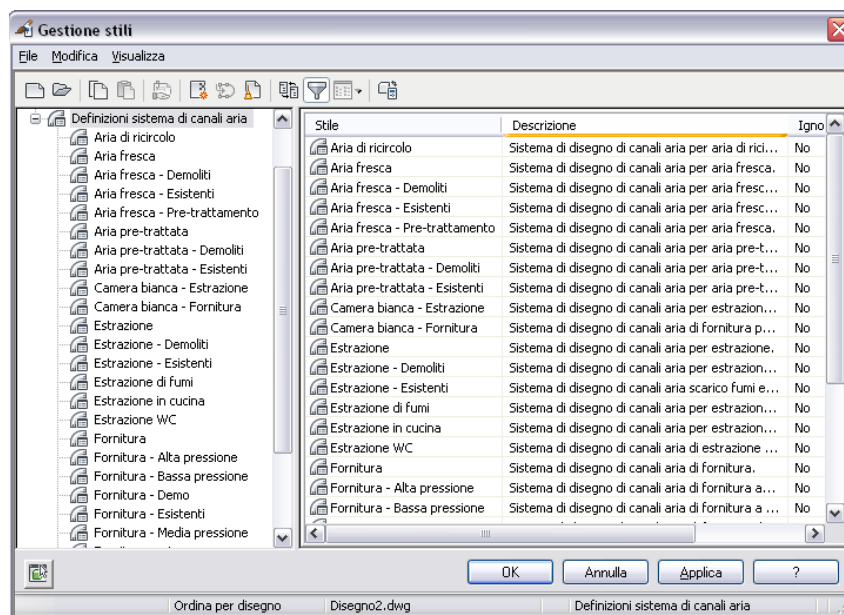 Gestione stili
File Modifica Visualizza
Definizioni sistema di canali aria
Aria di ricircolo
Aria fresca
Aria fresca - Demoliti
Aria fresca - Esistenti
Aria fresca - Pre-trattamento
Aria pre-trattata
Aria pre-trattata - Demoliti
Aria pre-trattata - Esistenti
Camera bianca - Estrazione
Camera bianca - Fornitura
Estrazione
Estrazione - Demoliti
Estrazione - Esistenti
Estrazione di fumi
Estrazione in cucina
Estrazione WC
Fornitura
Fornitura - Alta pressione
Fornitura - Bassa pressione
Fornitura - Demo
Fornitura - Esistenti
Fornitura - Media pressione
Stile Descrizione Igno
Aria di ricircolo Sistema di disegno di canali aria per aria di rici... No
Aria fresca Sistema di disegno di canali aria per aria fresca. No
Aria fresca - Demoliti Sistema di disegno di canali aria per aria fresc... No
Aria fresca - Esistenti Sistema di disegno di canali aria per aria fresc... No
Aria fresca - Pre-trattamento Sistema di disegno di canali aria per aria fresca. No
Aria pre-trattata Sistema di disegno di canali aria per aria pre-t... No
Aria pre-trattata - Demoliti Sistema di disegno di canali aria per aria pre-t... No
Aria pre-trattata - Esistenti Sistema di disegno di canali aria per aria pre-t... No
Camera bianca - Estrazione Sistema di disegno di canali aria per estrazion... No
Camera bianca - Fornitura Sistema di disegno di canali aria di fornitura p... No
Estrazione Sistema di disegno di canali aria per estrazione. No
Estrazione - Demoliti Sistema di disegno di canali aria per estrazion... No
Estrazione - Esistenti Sistema di disegno di canali aria scarico fumi e... No
Estrazione di fumi Sistema di disegno di canali aria per estrazion... No
Estrazione in cucina Sistema di disegno di canali aria per estrazion... No
Estrazione WC Sistema di disegno di canali aria di estrazione ... No
Fornitura Sistema di disegno di canali aria di fornitura. No
Fornitura - Alta pressione Sistema di disegno di canali aria di fornitura a... No
Fornitura - Bassa pressione Sistema di disegno di canali aria di fornitura a ... No
OK Annulla Applica ?
Ordina per disegno Disegno2.dwg Definizioni sistema di canali aria